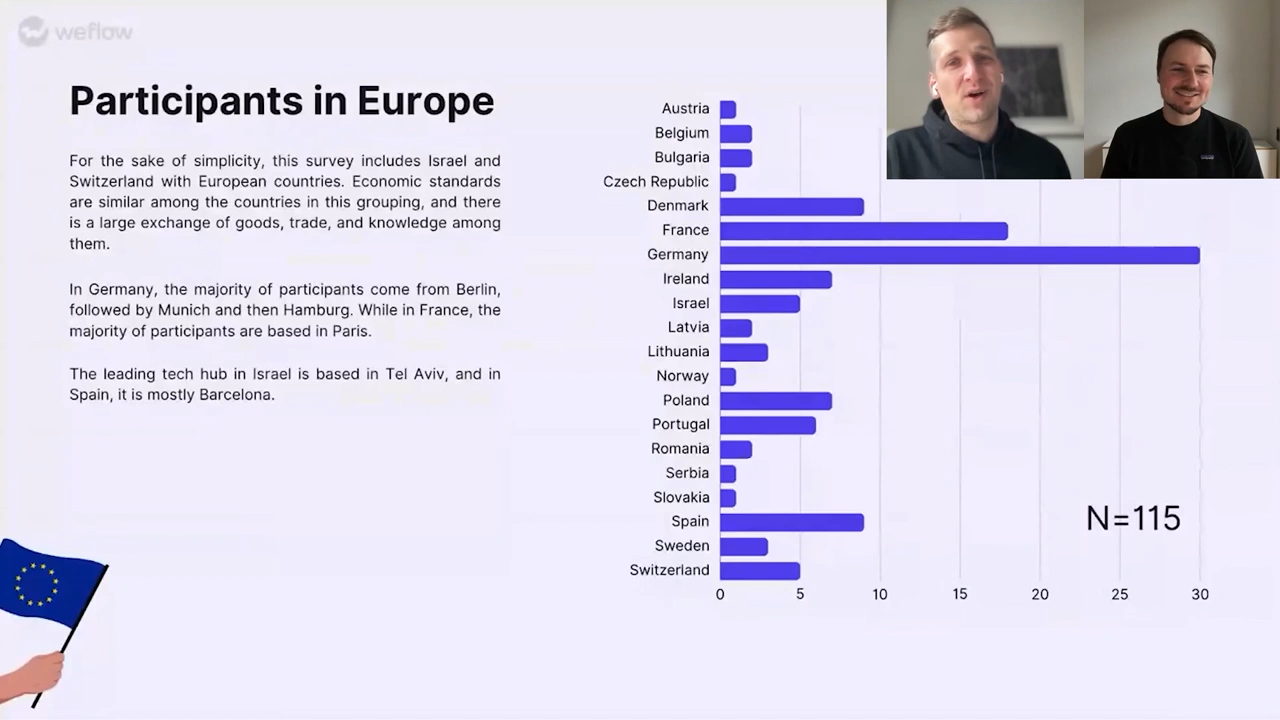 weflow
Participants in Europe
For the sake of simplicity, this survey includes Israel and
Switzerland with European countries. Economic standards
are similar among the countries in this grouping, and there
is a large exchange of goods, trade, and knowledge among
them.
In Germany, the majority of participants come from Berlin,
followed by Munich and then Hamburg. While in France, the
majority of participants are based in Paris.
The leading tech hub in Israel is based in Tel Aviv, and in
Spain, it is mostly Barcelona.
Austria
Belgium
Bulgaria
Czech Republic
Denmark
France
Germany
Ireland
Israel
Latvia
Lithuania
Norway
Poland
Portugal
Romania
Serbia
Slovakia
Spain
Sweden
Switzerland
N=115
0 5 10 15 20 25 30